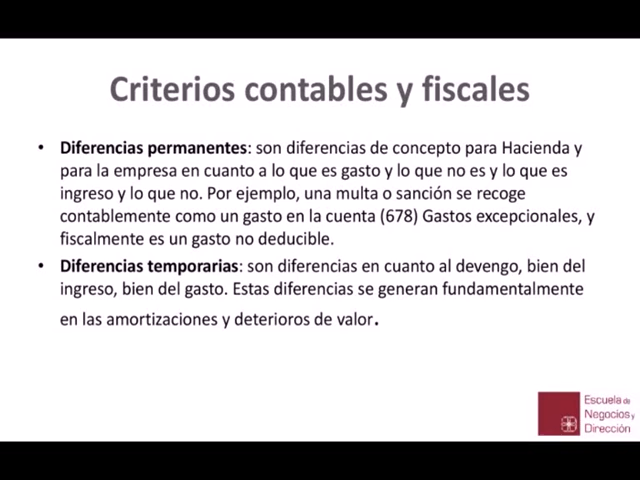 Criterios contables y fiscales
• Diferencias permanentes: son diferencias de concepto para Hacienda y
para la empresa en cuanto a lo que es gasto y lo que no es y lo que es
ingreso y lo que no. Por ejemplo, una multa o sanción se recoge
contablemente como un gasto en la cuenta (678) Gastos excepcionales, y
fiscalmente es un gasto no deducible.
• Diferencias temporarias: son diferencias en cuanto al devengo, bien del
ingreso, bien del gasto. Estas diferencias se generan fundamentalmente
en las amortizaciones y deterioros de valor.
Escuela de
Negocios y
Dirección